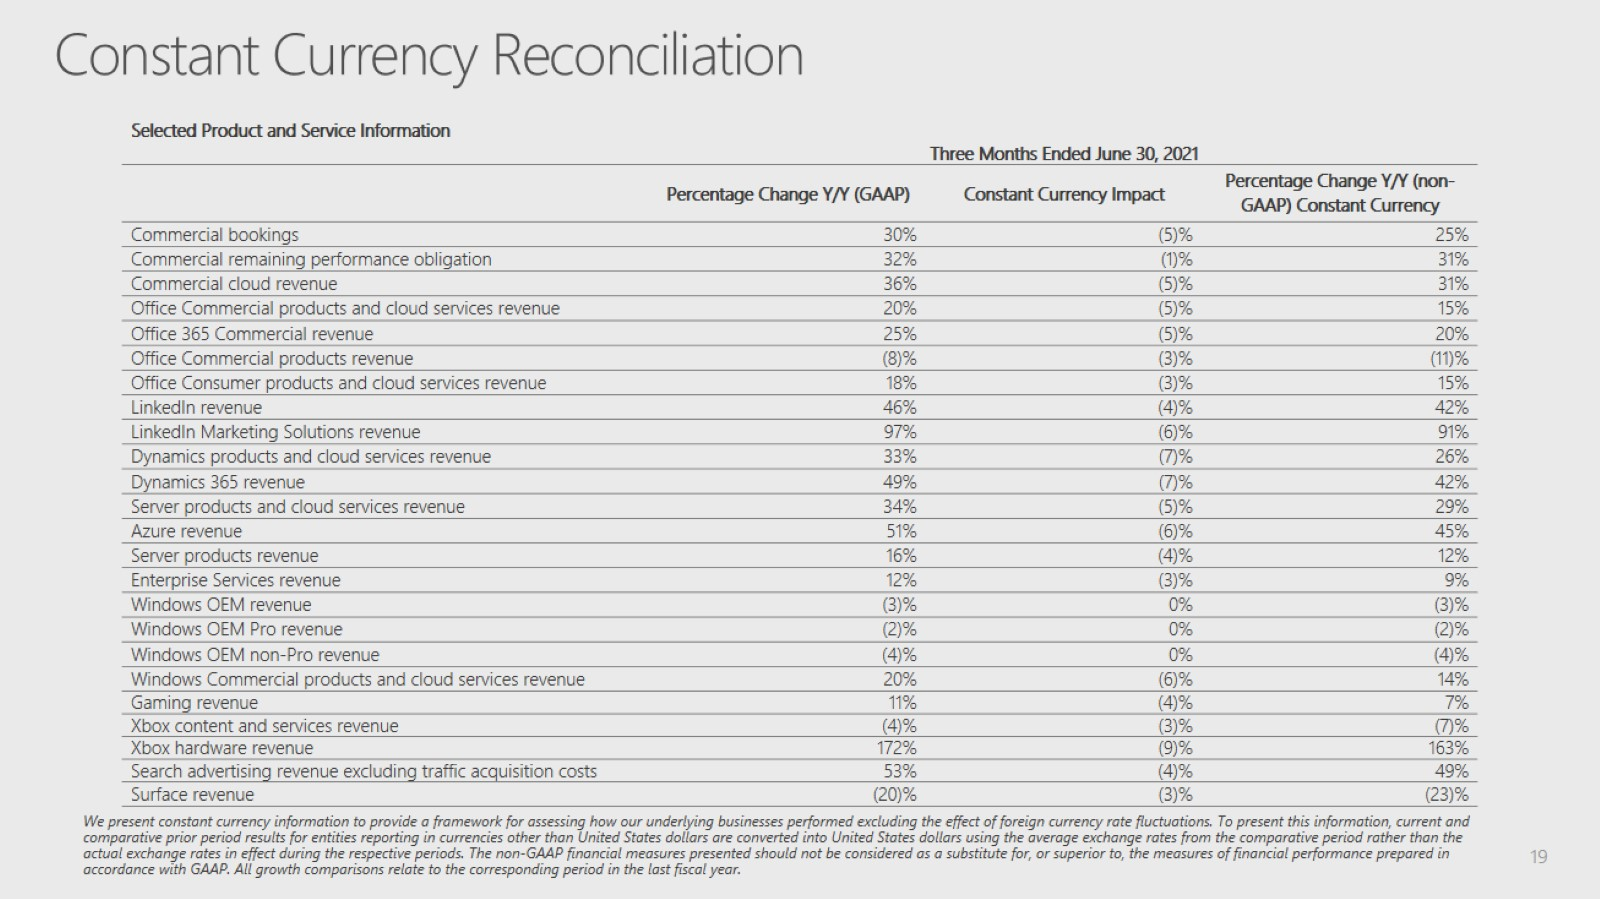 Constant Currency Reconciliation
Selected Product and Service Information
Three Months Ended June 30, 2021
Percentage Change Y/Y (GAAP) Constant Currency Impact Percentage Change Y/Y (non-
GAAP) Constant Currency
Commercial bookings 30% (5)% 25%
Commercial remaining performance obligation 32% (1)% 31%
Commercial cloud revenue 36% (5)% 31%
Office Commercial products and cloud services revenue 20% (5)% 15%
Office 365 Commercial revenue 25% (5)% 20%
Office Commercial products revenue (8)% (3)% (11)%
Office Consumer products and cloud services revenue 18% (3)% 15%
LinkedIn revenue 46% (4)% 42%
LinkedIn Marketing Solutions revenue 97% (6)% 91%
Dynamics products and cloud services revenue 33% (7)% 26%
Dynamics 365 revenue 49% (7)% 42%
Server products and cloud services revenue 34% (5)% 29%
Azure revenue 51% (6)% 45%
Server products revenue 16% (4)% 12%
Enterprise Services revenue 12% (3)% 9%
Windows OEM revenue (3)% 0% (3)%
Windows OEM Pro revenue (2)% 0% (2)%
Windows OEM non-Pro revenue (4)% 0% (4)%
Windows Commercial products and cloud services revenue 20% (6)% 14%
Gaming revenue 11% (4)% 7%
Xbox content and services revenue (4)% (3)% (7)%
Xbox hardware revenue 172% (9)% 163%
Search advertising revenue excluding traffic acquisition costs 53% (4)% 49%
Surface revenue (20)% (3)% (23)%
We present constant currency information to provide a framework for assessing how our underlying businesses performed excluding the effect of foreign currency rate fluctuations. To present this information, current and
comparative prior period results for entities reporting in currencies other than United States dollars are converted into United States dollars using the average exchange rates from the comparative period rather than the
actual exchange rates in effect during the respective periods. The non-GAAP financial measures presented should not be considered as a substitute for, or superior to, the measures of financial performance prepared in
accordance with GAAP. All growth comparisons relate to the corresponding period in the last fiscal year.
19